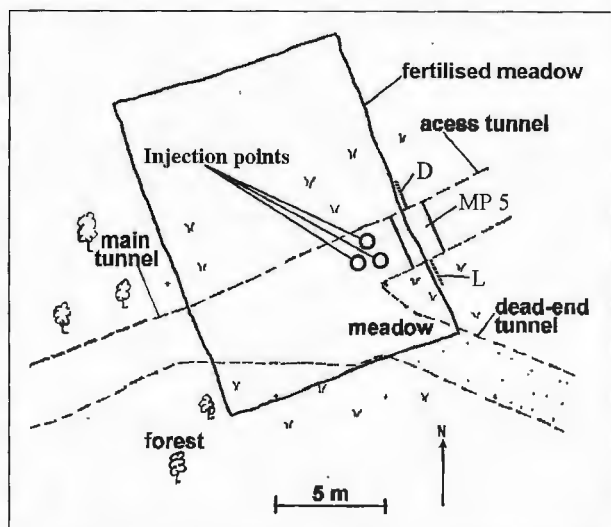 fertilised meadow
acess tunnel
Injection points
D
MP 5
main
tunnel
L
meadow
dead-end
tunnel
forest
N
5 m